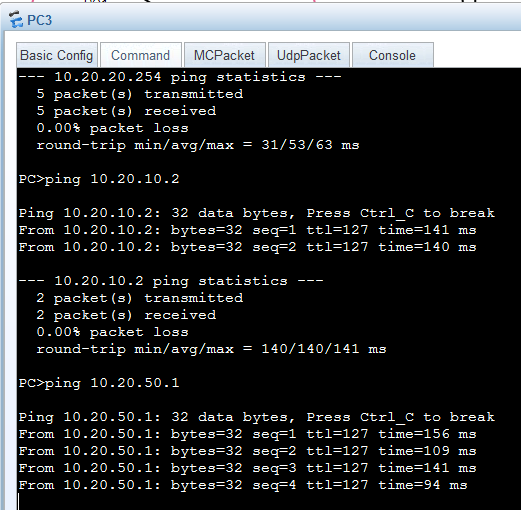 PC3
Basic Config Command MCPacket UdpPacket Console
--- 10.20.20.254 ping statistics ---
5 packet(s) transmitted
5 packet(s) received
0.00% packet loss
round-trip min/avg/max = 31/53/63 ms
PC>ping 10.20.10.2
Ping 10.20.10.2: 32 data bytes, Press Ctrl_C to break
From 10.20.10.2: bytes=32 seq=1 ttl=127 time=141 ms
From 10.20.10.2: bytes=32 seq=2 ttl=127 time=140 ms
--- 10.20.10.2 ping statistics ---
2 packet(s) transmitted
2 packet(s) received
0.00% packet loss
round-trip min/avg/max = 140/140/141 ms
PC>ping 10.20.50.1
Ping 10.20.50.1: 32 data bytes, Press Ctrl_C to break
From 10.20.50.1: bytes=32 seq=1 ttl=127 time=156 ms
From 10.20.50.1: bytes=32 seq=2 ttl=127 time=109 ms
From 10.20.50.1: bytes=32 seq=3 ttl=127 time=141 ms
From 10.20.50.1: bytes=32 seq=4 ttl=127 time=94 ms